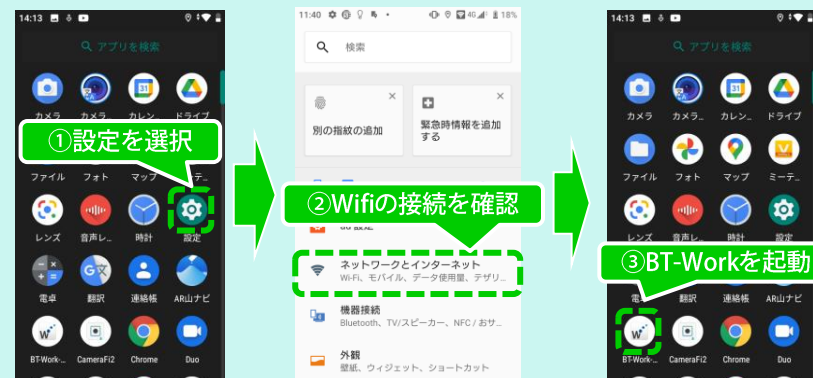 14:13
アプリを検索
31
カメラ カメラ.. カレン.. ドライブ
①設定を選択
ファイル フォト マップ ーテ..
レンズ 音声レ.. 時計 設定
電卓 翻訳 連絡帳 AR山ナビ
W
BT-Work-.. CameraFi2 Chrome Duo
11:40 4G 18%
検索
別の指紋の追加
緊急時情報を追加
する
②Wifiの接続を確認
au 設定
ネットワークとインターネット
Wi-Fi、モバイル、データ使用量、テザリ...
機器接続
Bluetooth、TV/スピーカー、NFC / おサ...
外観
壁紙、ウィジェット、ショートカット
14:13
アプリを検索
31
カメラ カメラ.. カレン.. ドライブ
ファイル フォト マップ ミーテ..
レンズ 音声レ.. 時計 設定
③BT-Workを起動
電 翻訳 連絡帳 AR山ナビ
W
BT-Work-.. CameraFi2 Chrome Duo